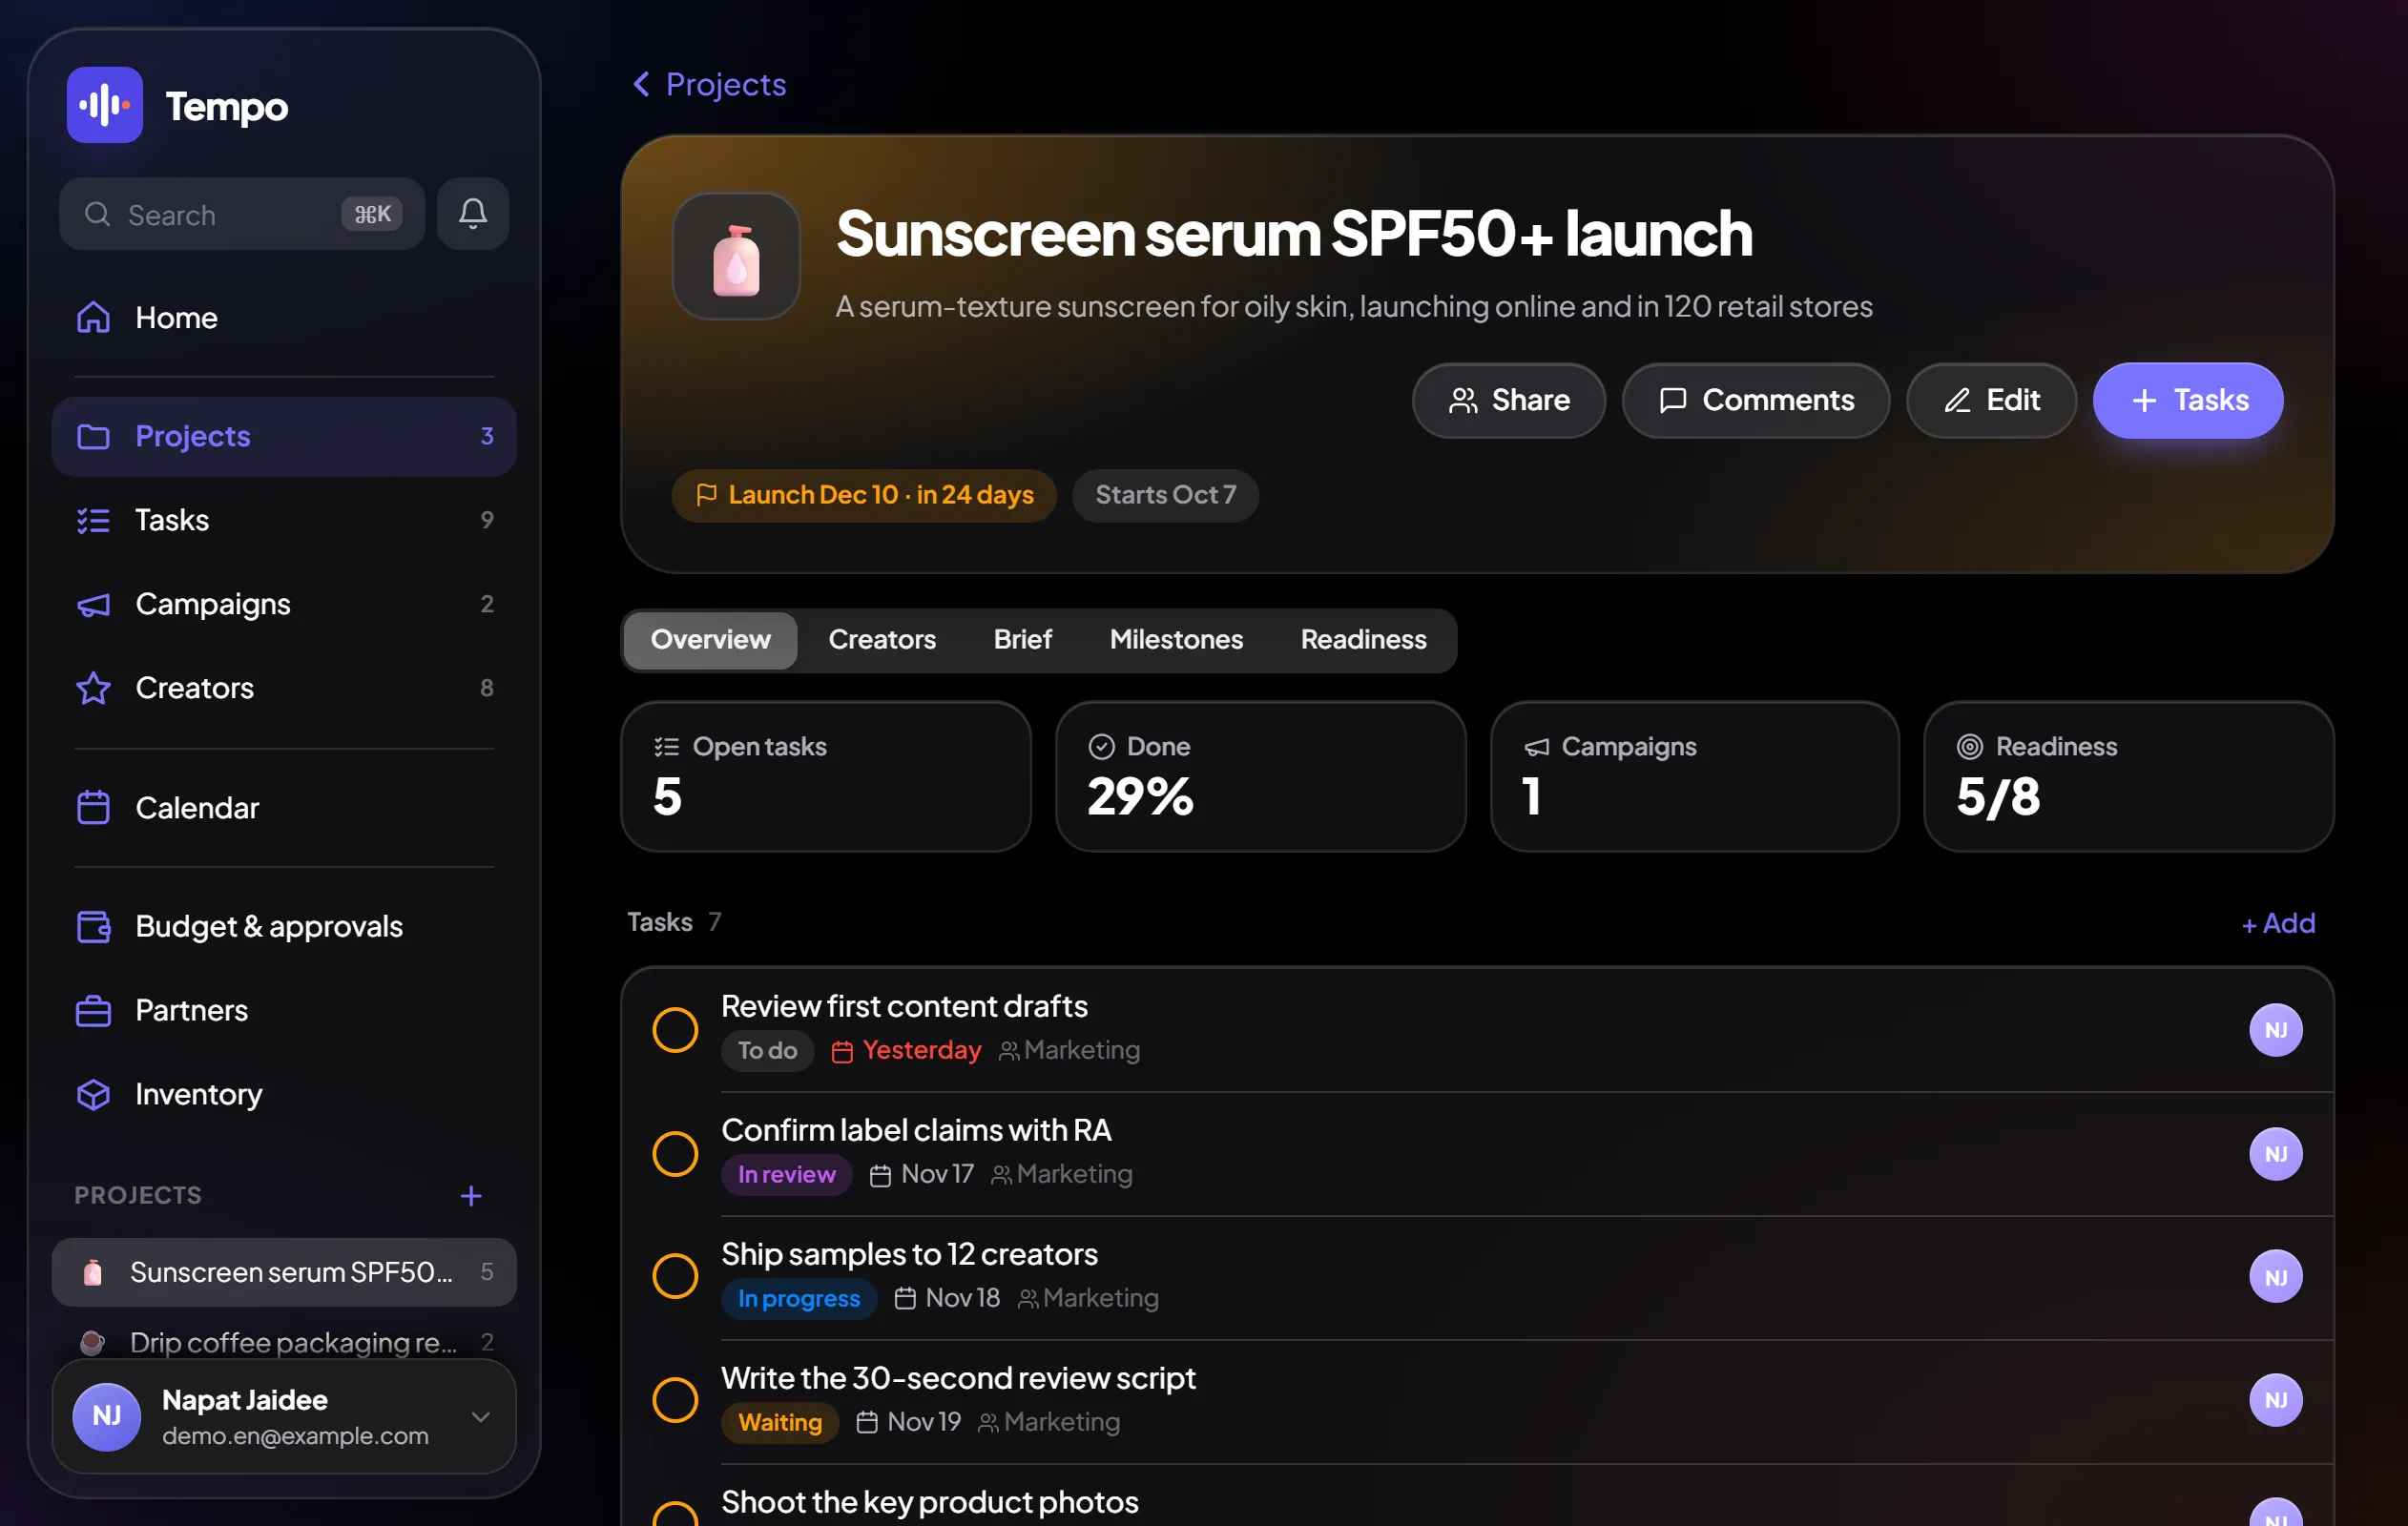 Tempo
Search ⌘K
Home
Projects 3
Tasks 9
Campaigns 2
Creators 8
Calendar
Budget & approvals
Partners
Inventory
PROJECTS +
Sunscreen serum SPF50... 5
Drip coffee packaging re... 2
NJ
Napat Jaidee
demo.en@example.com
Projects
Sunscreen serum SPF50+ launch
A serum-texture sunscreen for oily skin, launching online and in 120 retail stores
Share Comments Edit + Tasks
Launch Dec 10 · in 24 days Starts Oct 7
Overview Creators Brief Milestones Readiness
Open tasks
5
Done
29%
Campaigns
1
Readiness
5/8
Tasks 7 + Add
Review first content drafts
To do Yesterday Marketing
NJ
Confirm label claims with RA
In review Nov 17 Marketing
NJ
Ship samples to 12 creators
In progress Nov 18 Marketing
NJ
Write the 30-second review script
Waiting Nov 19 Marketing
NJ
Shoot the key product photos
NJ